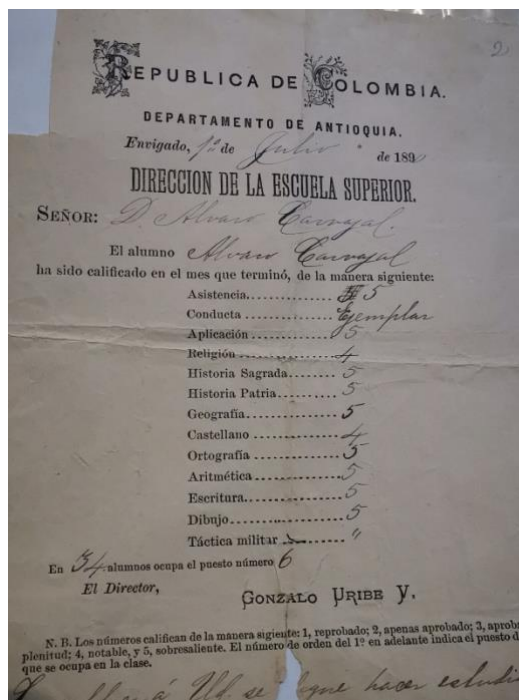 2
REPUBLICA DE COLOMBIA.
DEPARTAMENTO DE ANTIOQUIA.
Envigado, 1º de Julio de 189
DIRECCION DE LA ESCUELA SUPERIOR.
SEÑOR: D. Alvaro Carvajal.
El alumno Alvaro Carvajal
ha sido calificado en el mes que terminó, de la manera siguiente:
Asistencia.............. 5
Conducta .............. Ejemplar
Aplicación .............. 5
Religión.................. 4
Historia Sagrada........ 5
Historia Patria.......... 5
Geografía................ 5
Castellano .............. 4
Ortografía .............. 5
Aritmética .............. 5
Escritura................ 5
Dibujo.................... 5
Táctica militar .......... "
En 34 alumnos ocupa el puesto número 6
El Director,
GONZALO URIBE V.
N. B. Los números califican de la manera sigiente: 1, reprobado; 2, apenas aprobado; 3, aprob
plenitud; 4, notable, y 5, sobresaliente. El número de orden del 1º en adelante indica el puesto d
que se ocupa en la clase.
Ud. se hacer estudi